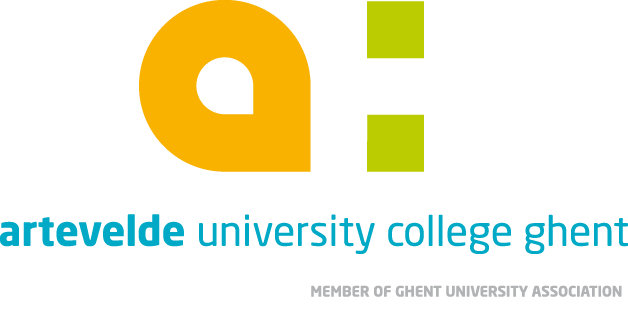 a:
artevelde university college ghent
MEMBER OF GHENT UNIVERSITY ASSOCIATION